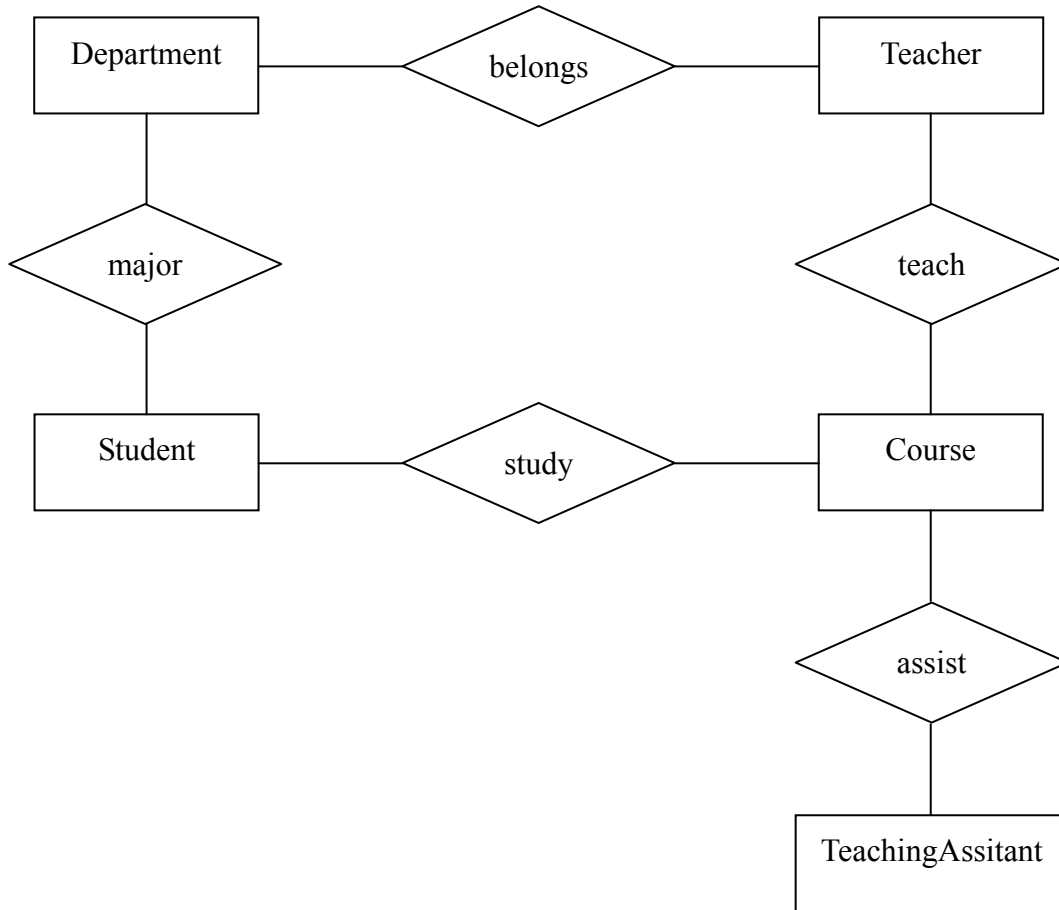 Department
belongs
Teacher
major
teach
Student
study
Course
assist
TeachingAssitant